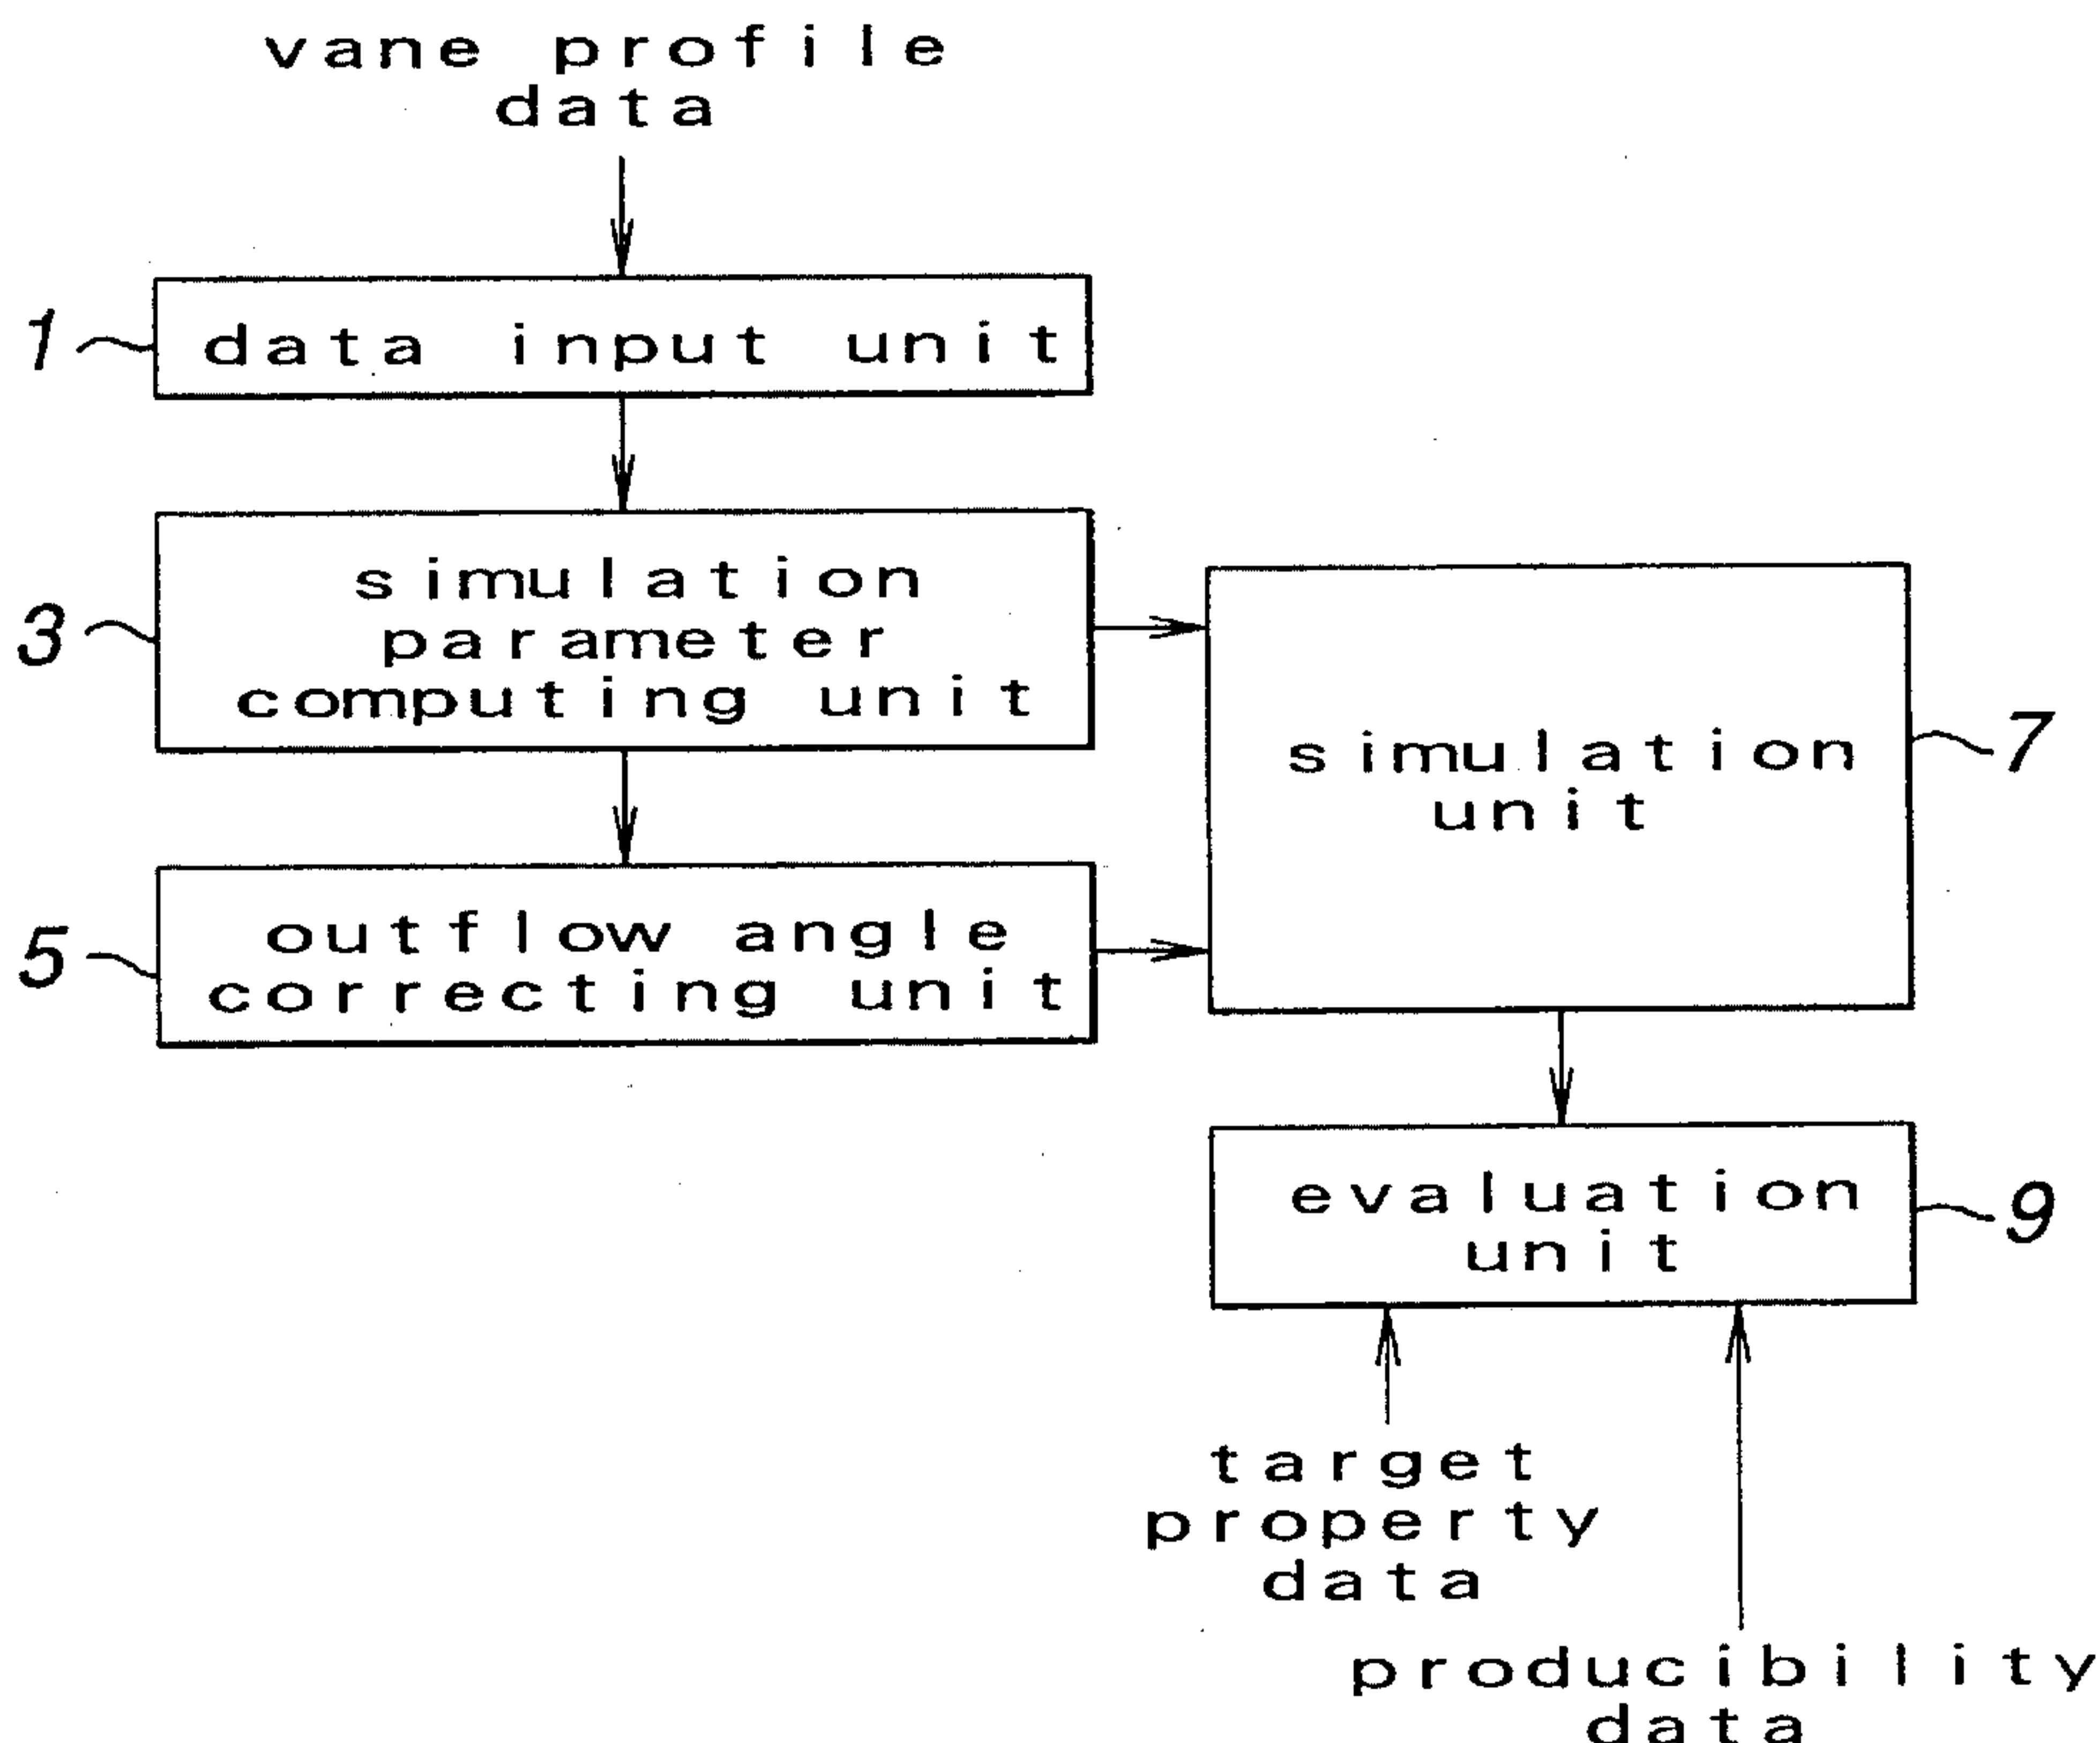 vane profile
data
1
data input unit
3
simulation
parameter
computing unit
5
outflow angle
correcting unit
simulation
unit
7
evaluation
unit
9
target
property
data
producibility
data